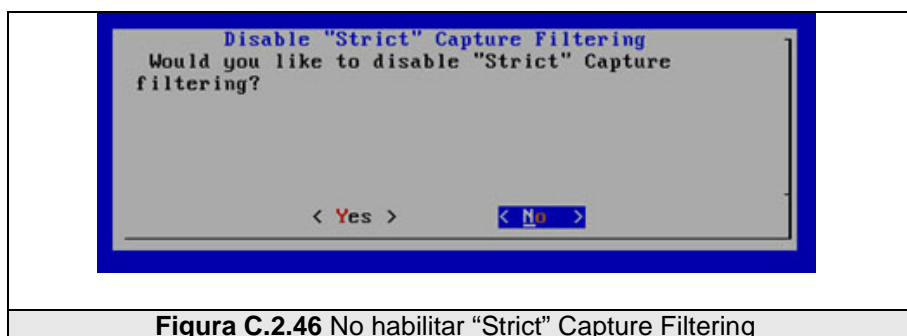 Disable "Strict" Capture Filtering
Would you like to disable "Strict" Capture
filtering?
< Yes > < No >
Figura C.2.46 No habilitar “Strict” Capture Filtering